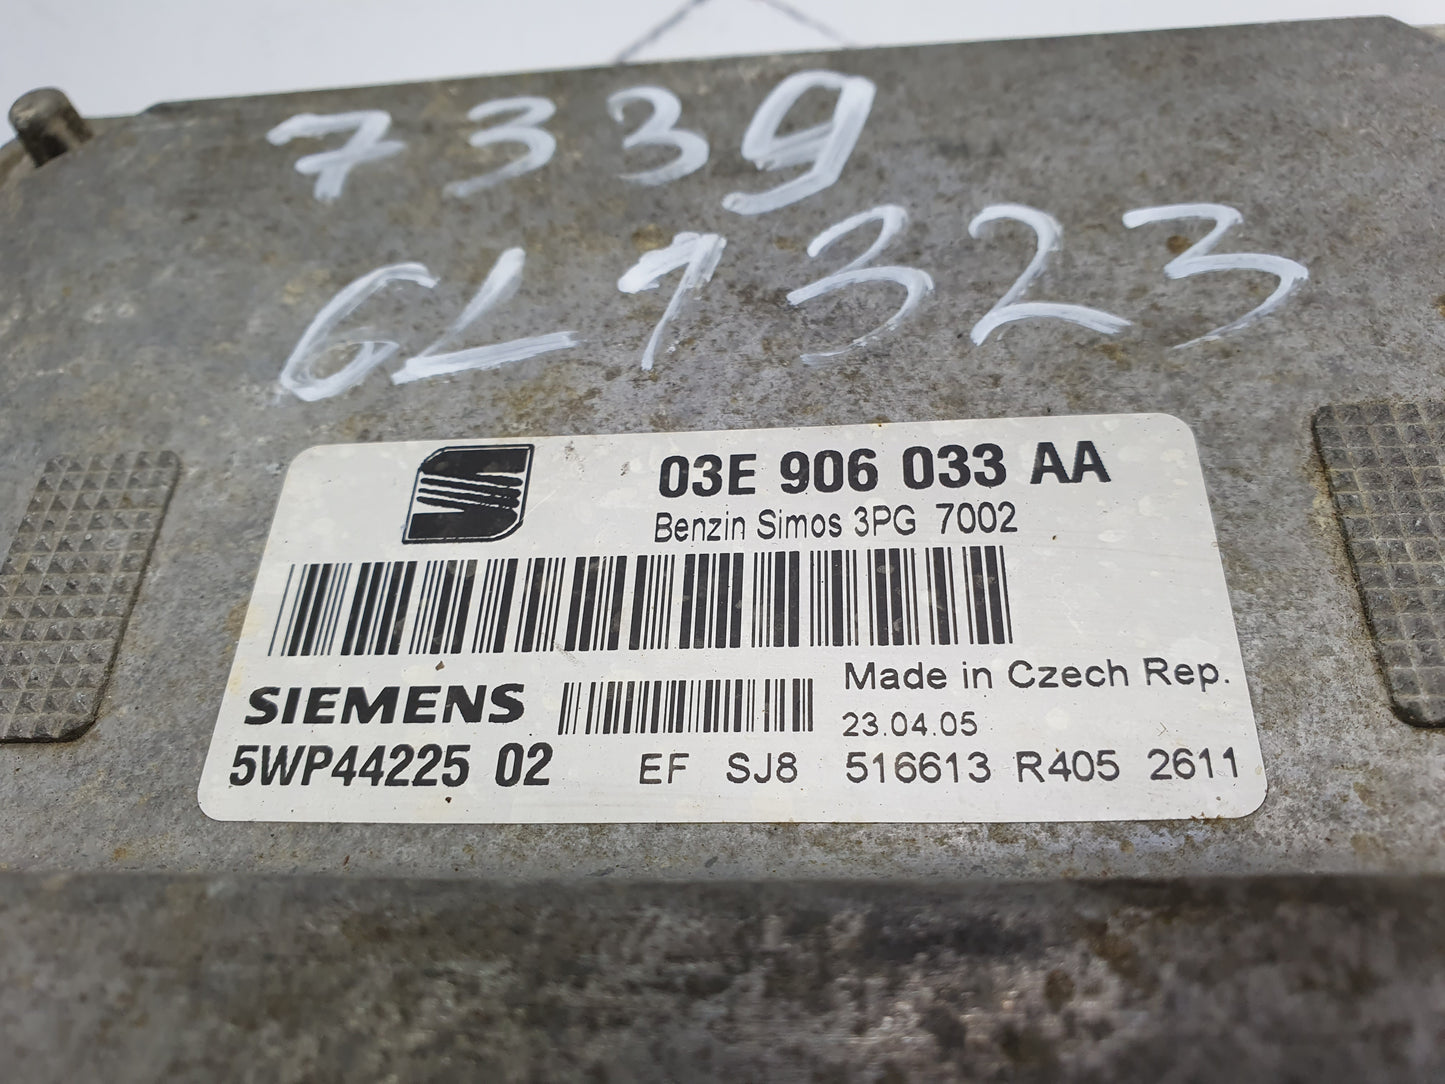 7339
6L1323
03E 906 033 AA
Benzin Simos 3PG 7002
SIEMENS
Made in Czech Rep.
23.04.05
5WP44225 02 EF SJ8 516613 R405 2611